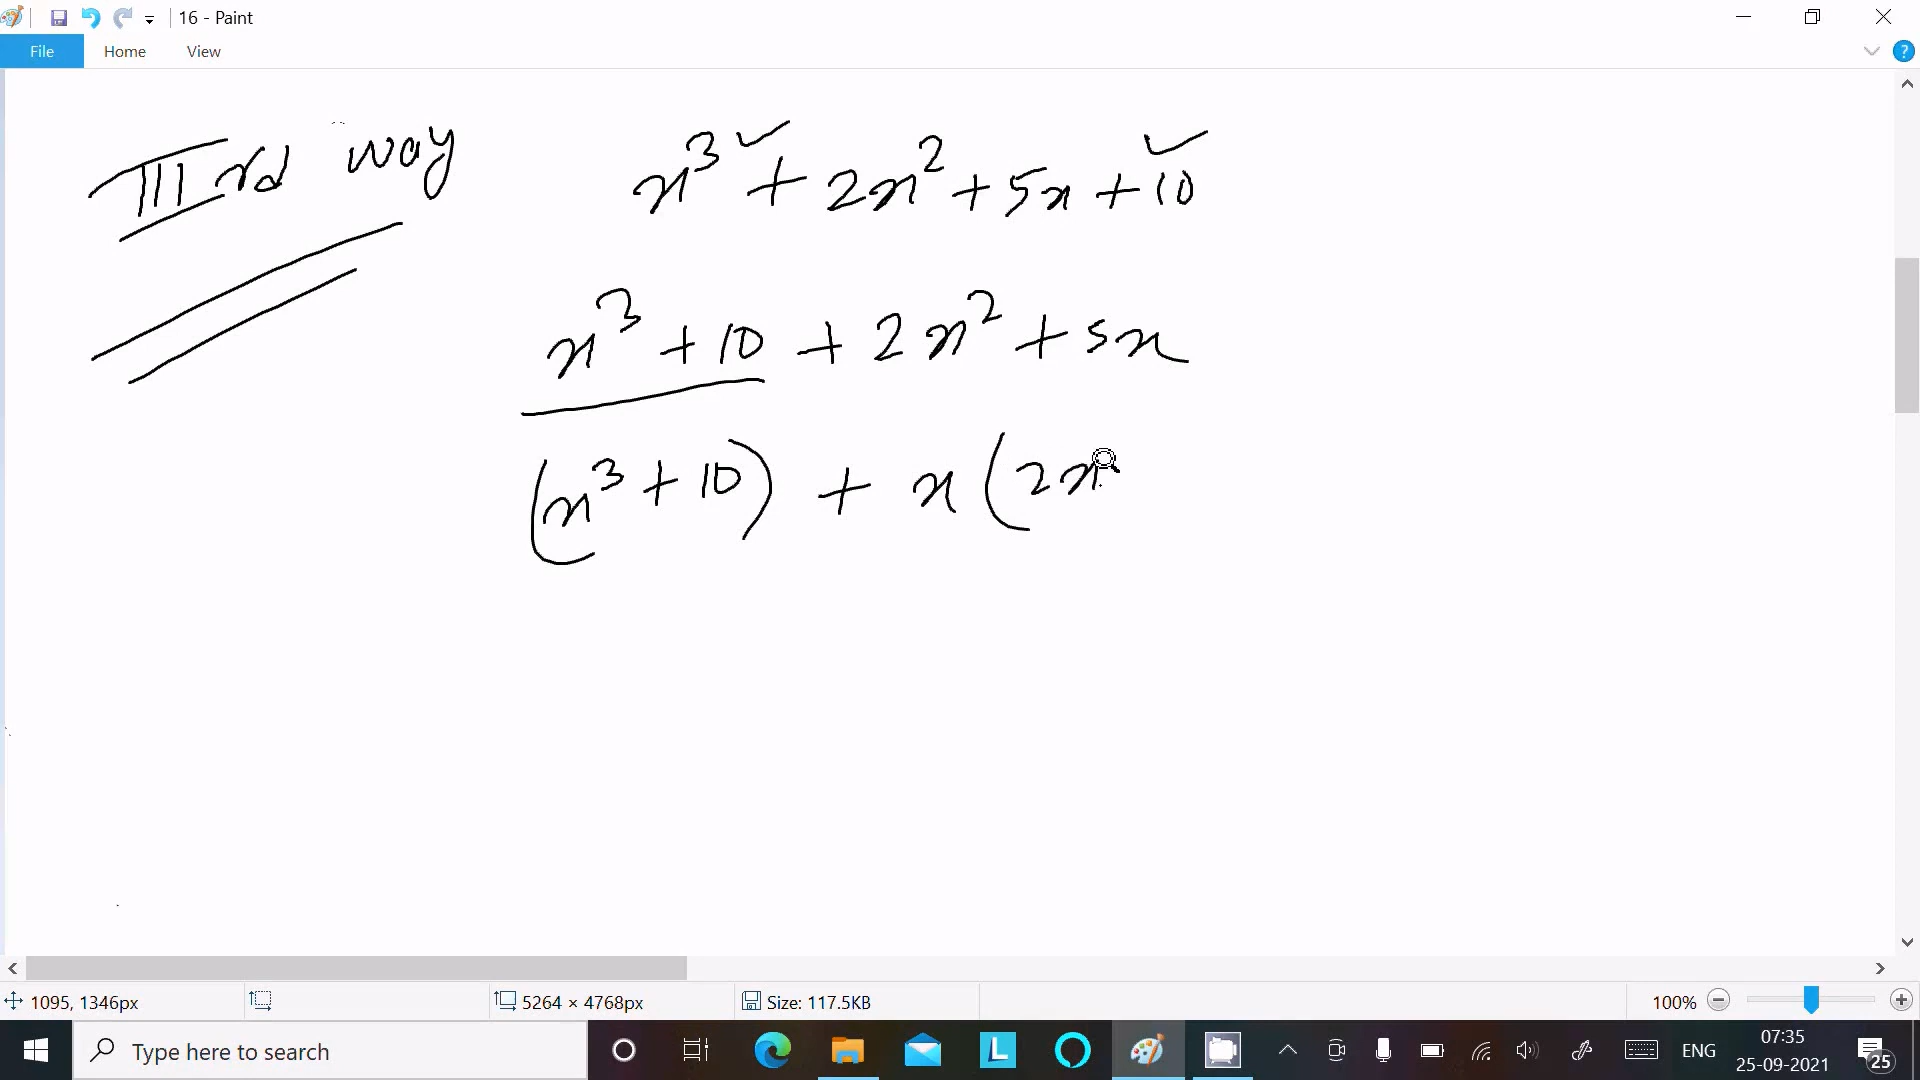 16 - Paint
File Home View
IIIrd way
x³ + 2x² + 5x + 10
x³ + 10 + 2x² + 5x
(x³ + 10) + x(2x
1095, 1346px 5264 × 4768px Size: 117.5KB 100%
Type here to search L ENG 07:35
25-09-2021 25